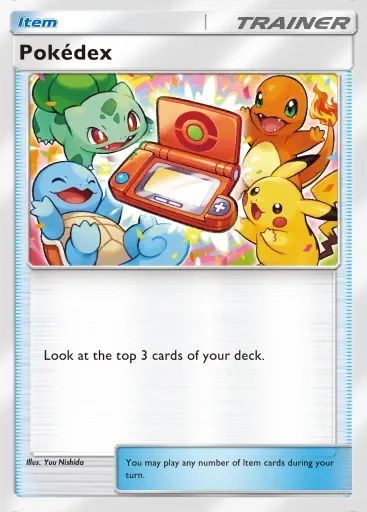 Item
TRAINER
Pokédex
Look at the top 3 cards of your deck.
Illus. Yuu Nishida
You may play any number of Item cards during your
turn.